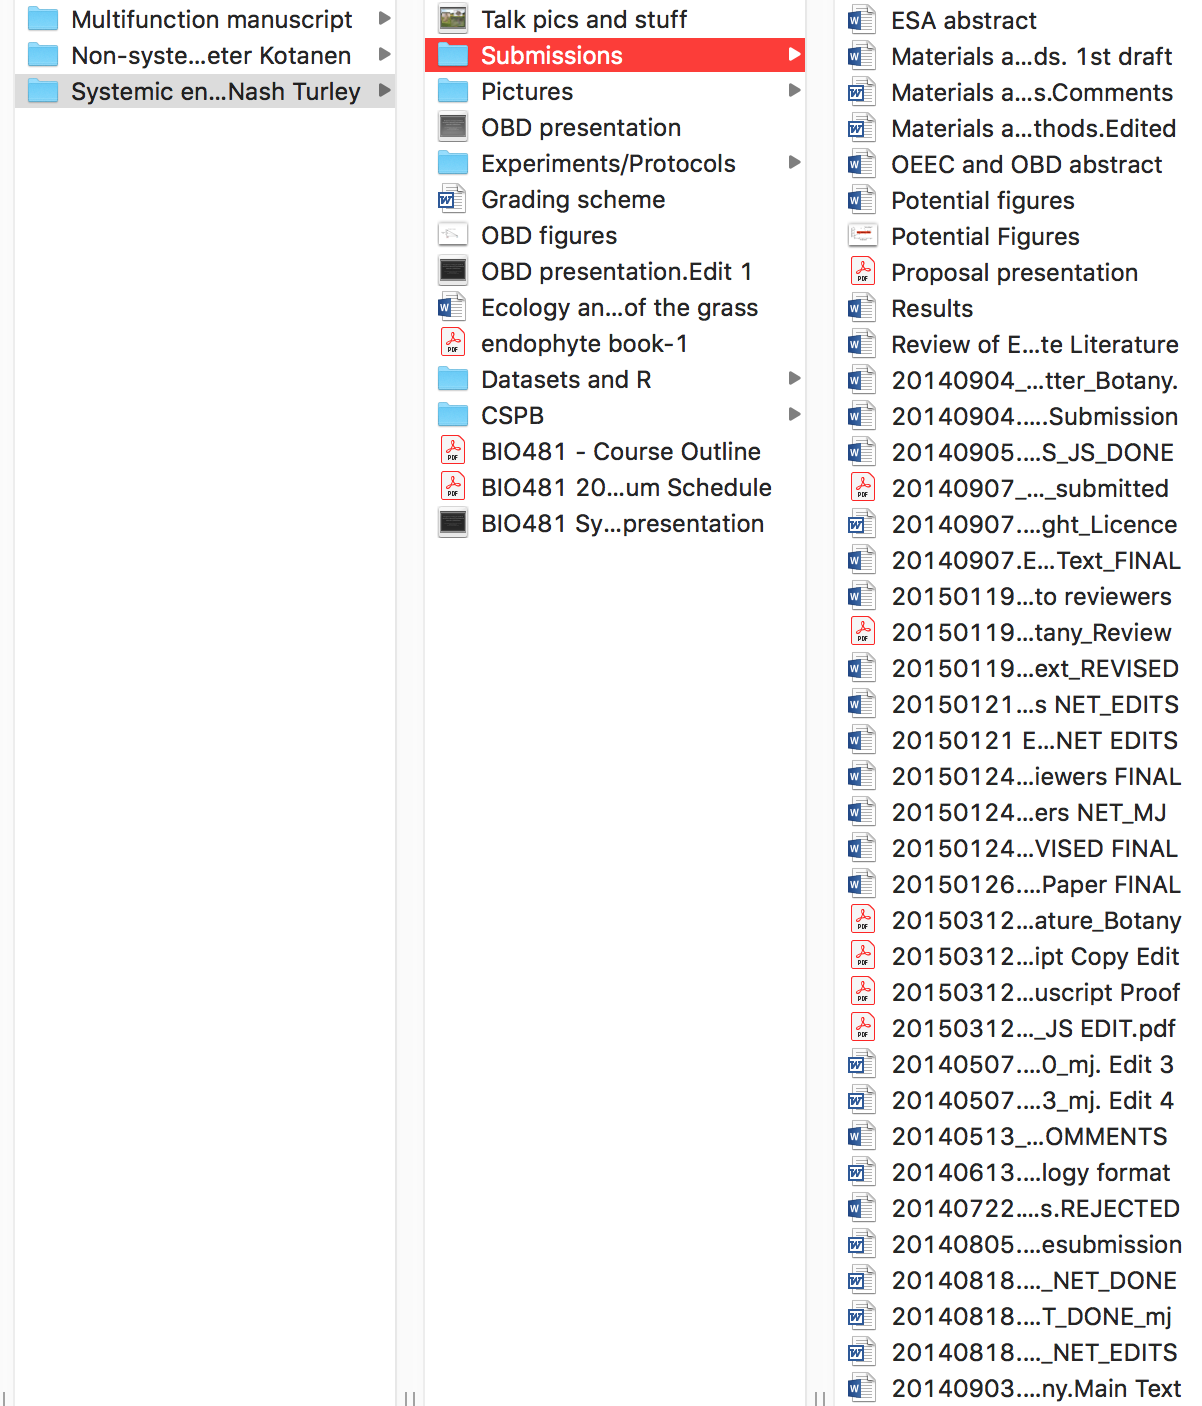 Multifunction manuscript
Non-syste...eter Kotanen
Systemic en...Nash Turley
Talk pics and stuff
Submissions
Pictures
OBD presentation
Experiments/Protocols
Grading scheme
OBD figures
OBD presentation.Edit 1
Ecology an...of the grass
endophyte book-1
Datasets and R
CSPB
BIO481 - Course Outline
BIO481 20...um Schedule
BIO481 Sy...presentation
ESA abstract
Materials a...ds. 1st draft
Materials a...s.Comments
Materials a...thods.Edited
OEEC and OBD abstract
Potential figures
Potential Figures
Proposal presentation
Results
Review of E...te Literature
20140904_...tter_Botany.
20140904.....Submission
20140905....S_JS_DONE
20140907_..._submitted
20140907....ght_Licence
20140907.E...Text_FINAL
20150119...to reviewers
20150119...tany_Review
20150119...ext_REVISED
20150121...s NET_EDITS
20150121 E...NET EDITS
20150124...iewers FINAL
20150124...ers NET_MJ
20150124...VISED FINAL
20150126....Paper FINAL
20150312...ature_Botany
20150312...ipt Copy Edit
20150312...uscript Proof
20150312..._JS EDIT.pdf
20140507....0_mj. Edit 3
20140507....3_mj. Edit 4
20140513_...OMMENTS
20140613....logy format
20140722....s.REJECTED
20140805....esubmission
20140818...._NET_DONE
20140818....T_DONE_mj
20140818...._NET_EDITS
20140903....ny.Main Text